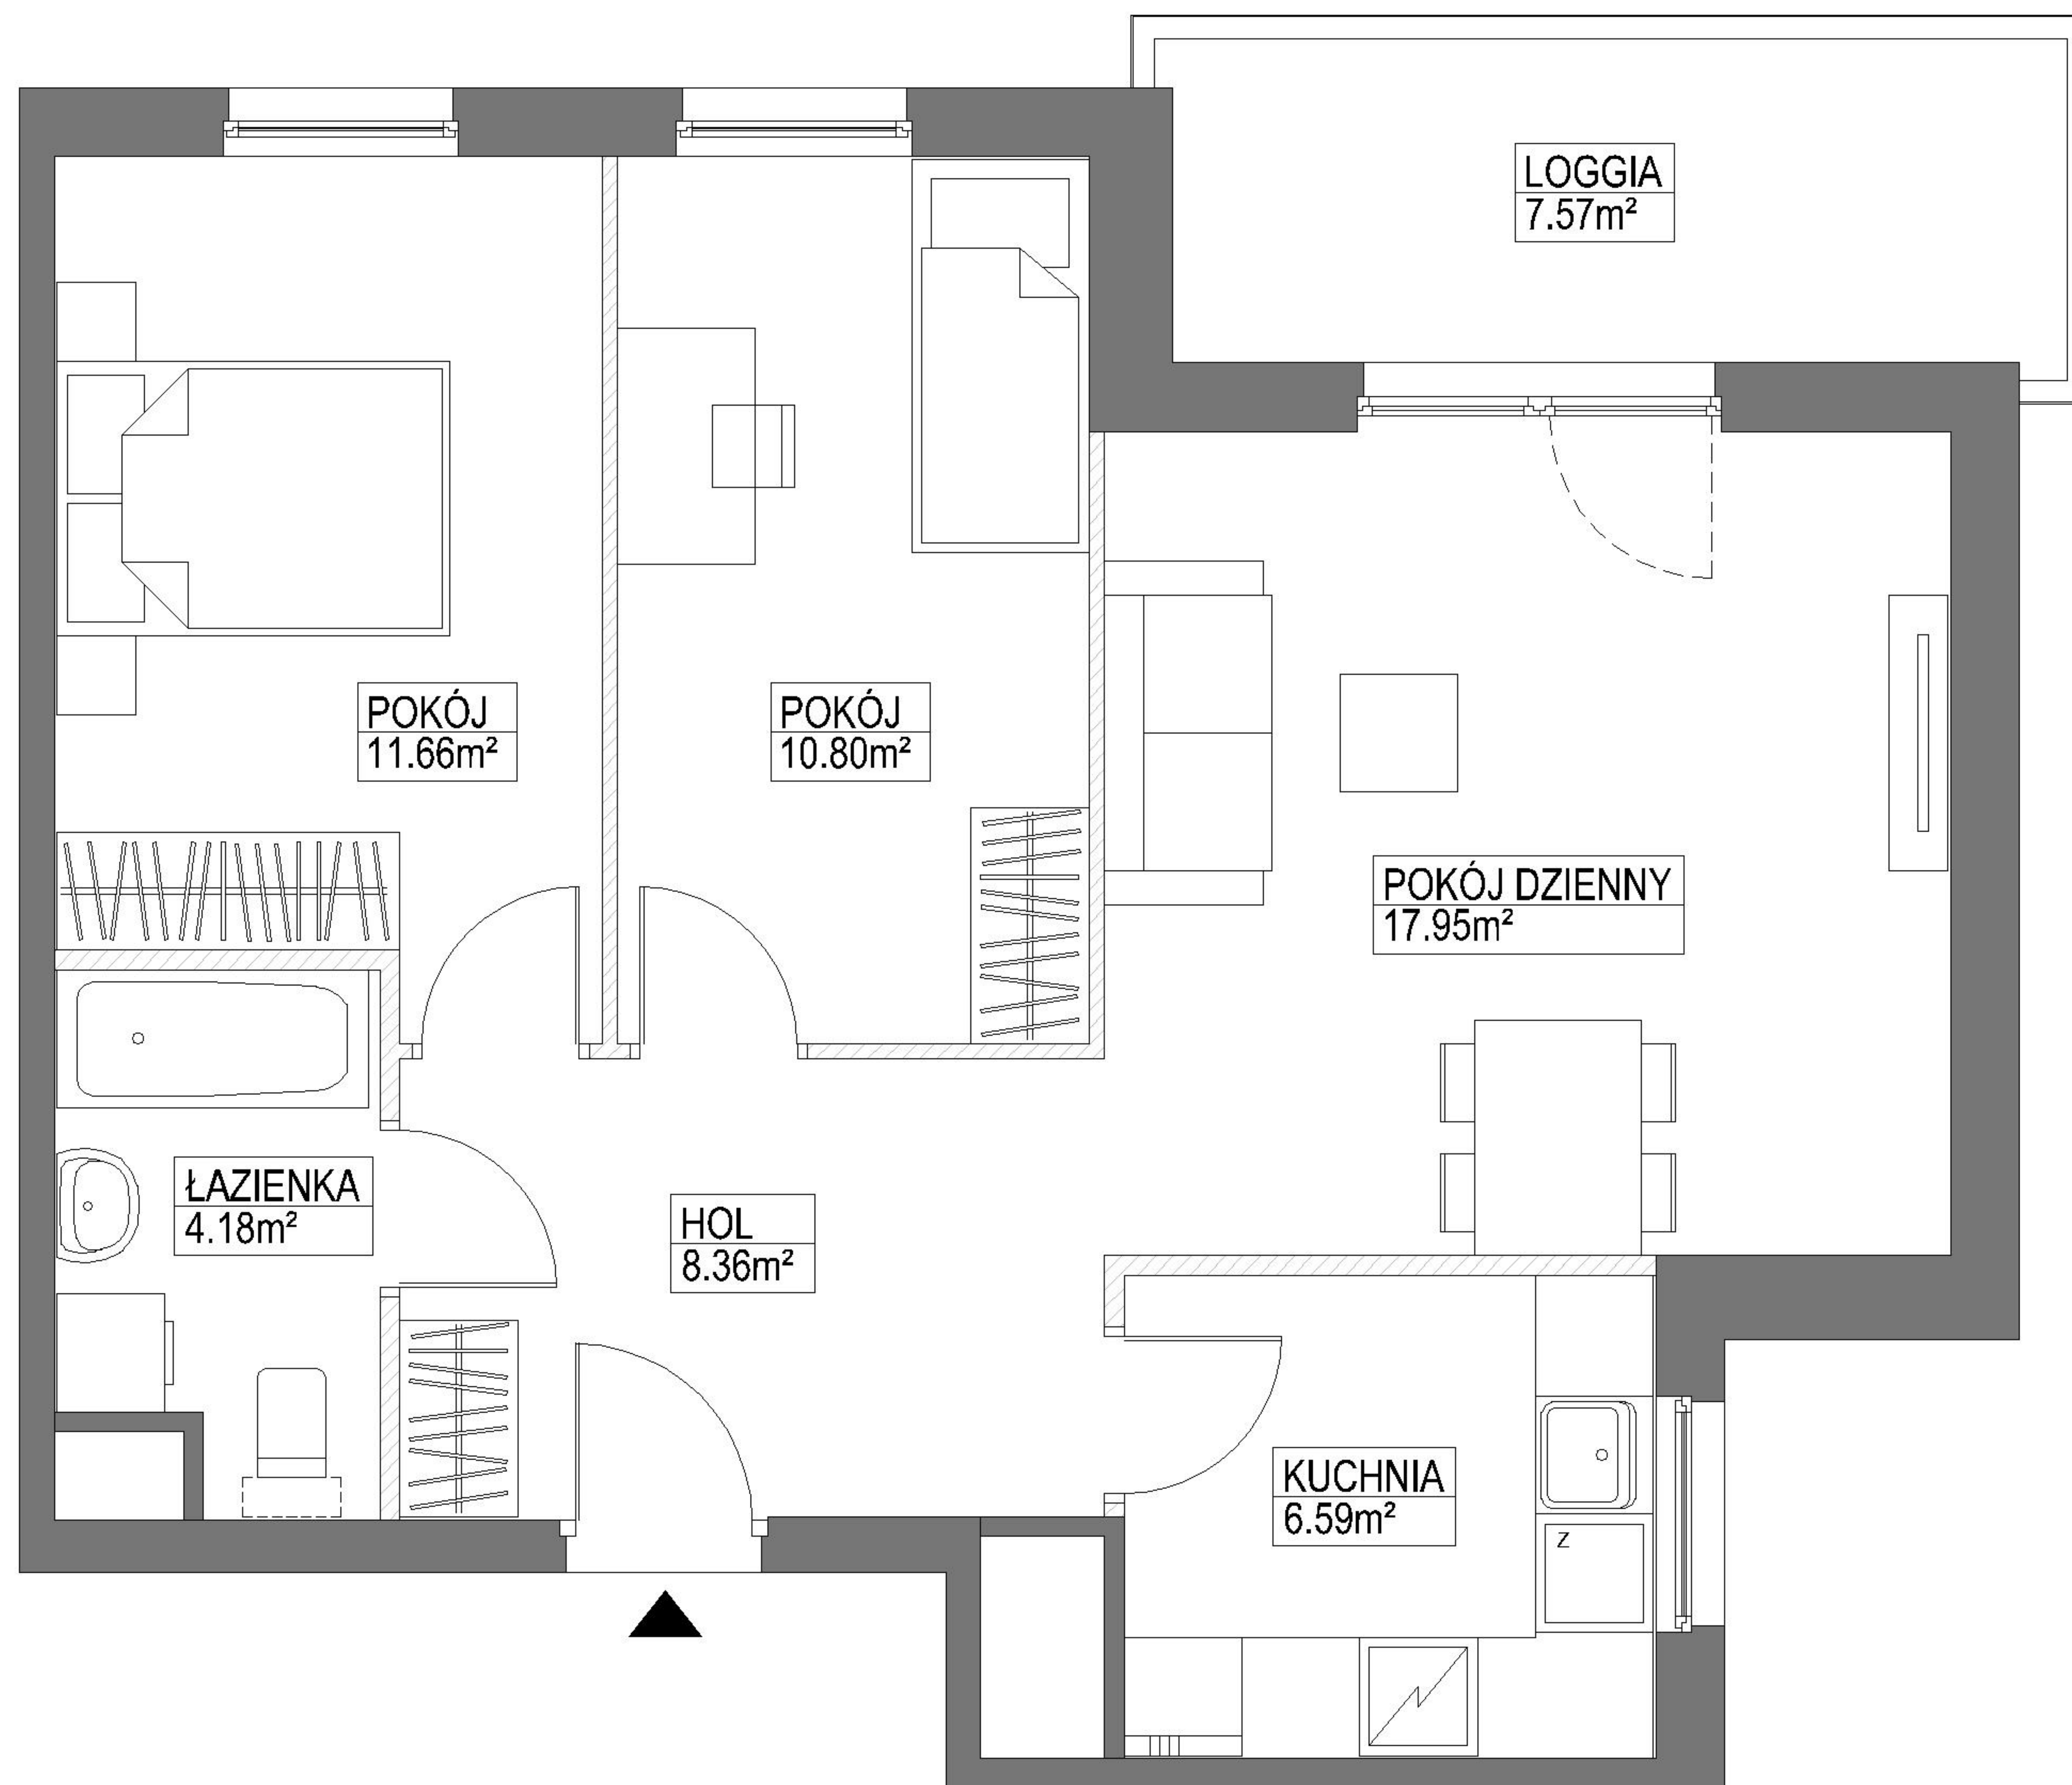 LOGGIA
7.57m²
POKÓJ
11.66m²
POKÓJ
10.80m²
POKÓJ DZIENNY
17.95m²
ŁAZIENKA
4.18m²
HOL
8.36m²
KUCHNIA
6.59m²
Z